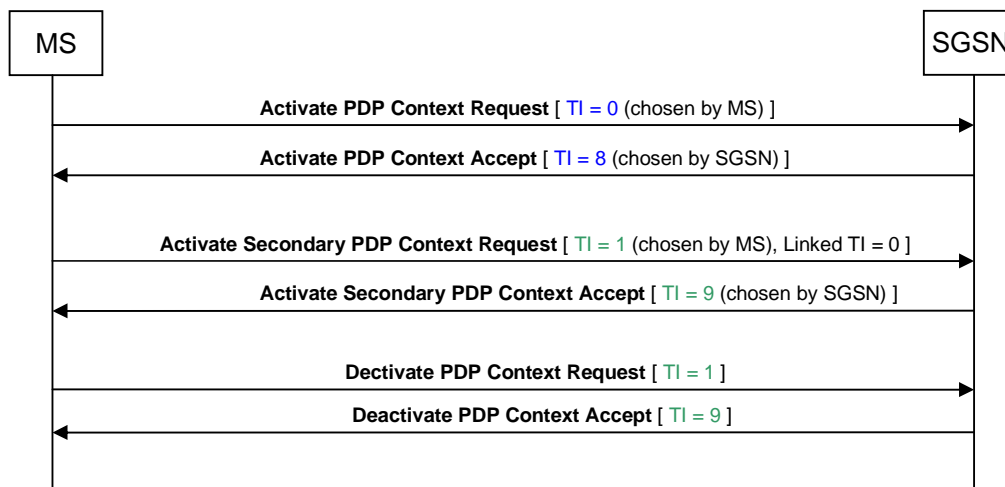 MS
SGSN
Activate PDP Context Request [ TI = 0 (chosen by MS) ]
Activate PDP Context Accept [ TI = 8 (chosen by SGSN) ]
Activate Secondary PDP Context Request [ TI = 1 (chosen by MS), Linked TI = 0 ]
Activate Secondary PDP Context Accept [ TI = 9 (chosen by SGSN) ]
Dectivate PDP Context Request [ TI = 1 ]
Deactivate PDP Context Accept [ TI = 9 ]